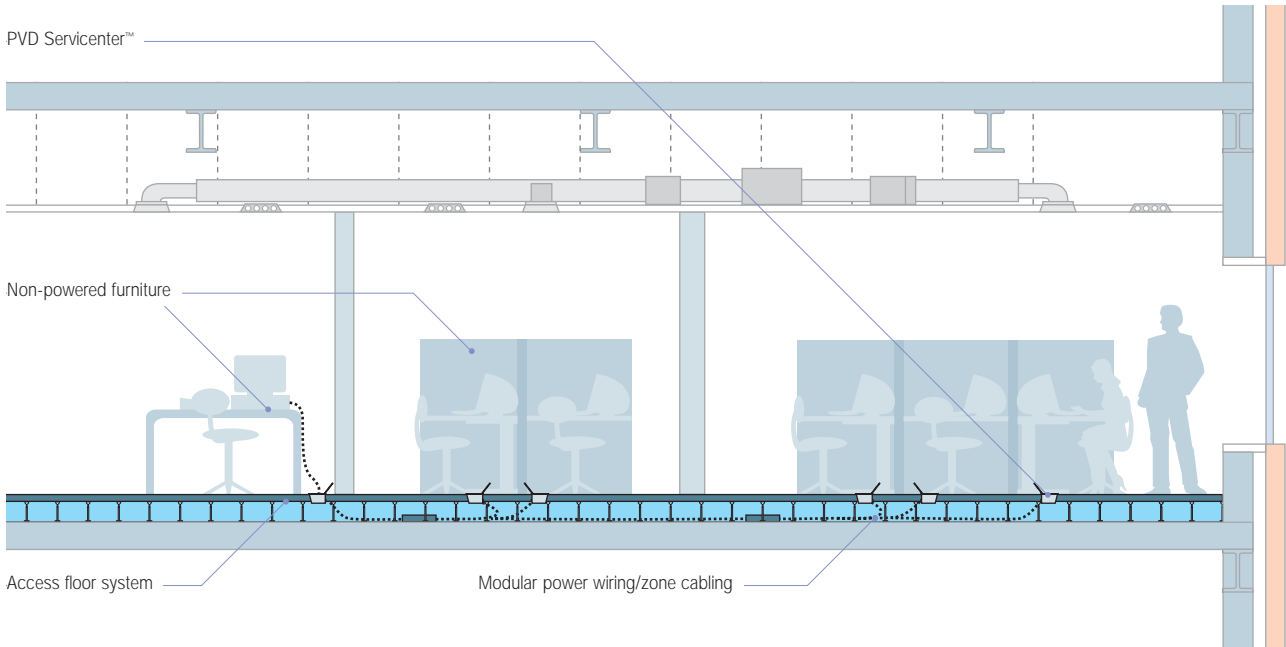 PVD Servicenter™
Non-powered furniture
Access floor system
Modular power wiring/zone cabling